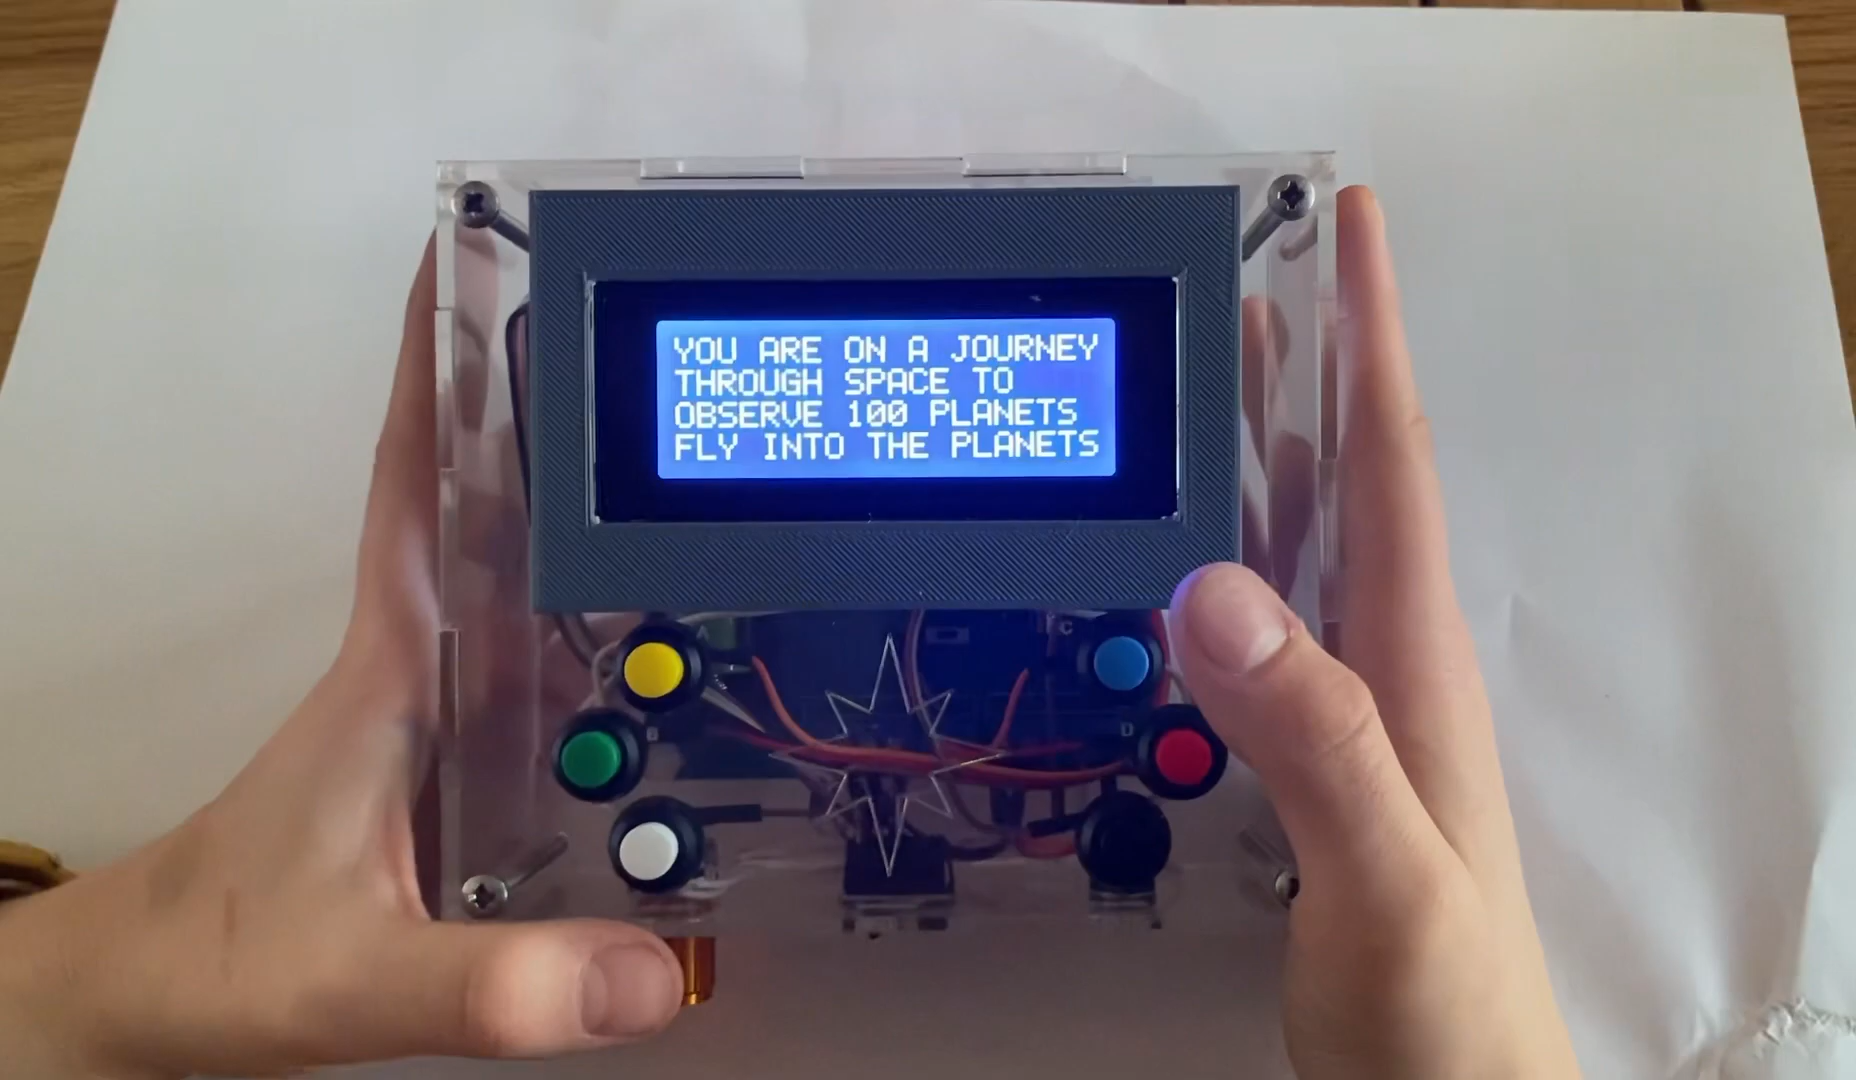 YOU ARE ON A JOURNEY
THROUGH SPACE TO
OBSERVE 100 PLANETS
FLY INTO THE PLANETS
A
C
B
D